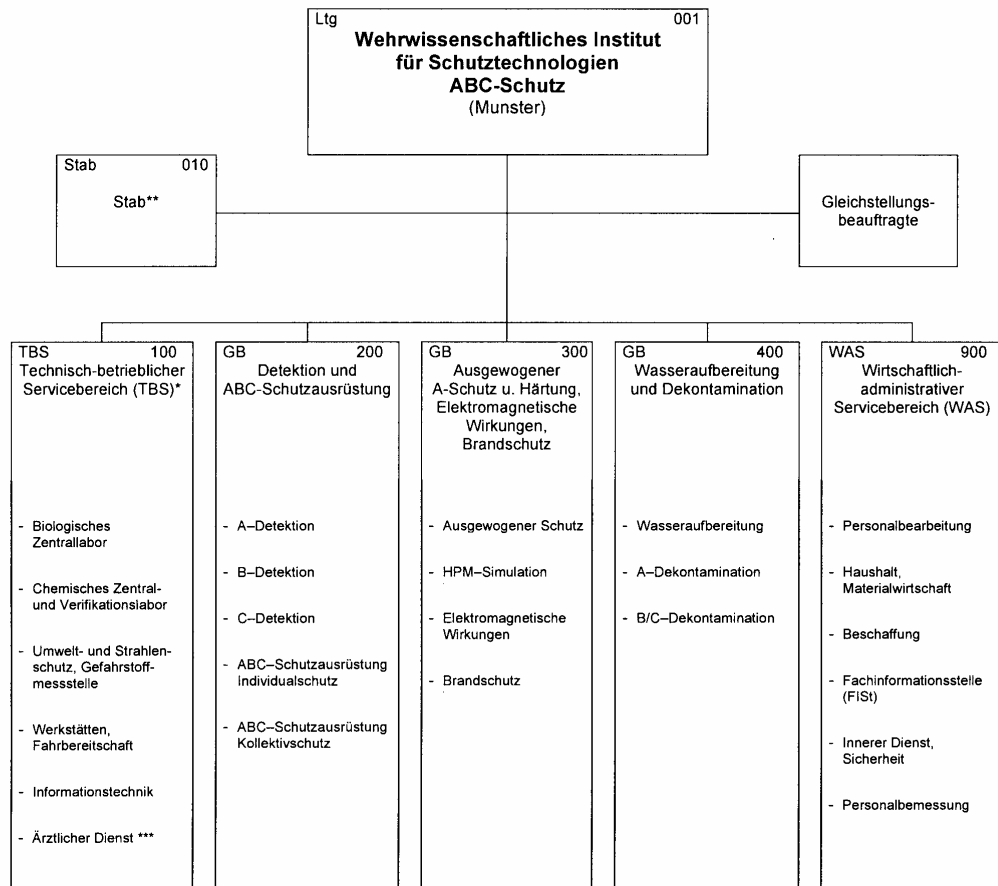 Ltg 001
Wehrwissenschaftliches Institut
für Schutztechnologien
ABC-Schutz
(Munster)
Stab 010
Stab**
Gleichstellungs-
beauftragte
TBS 100
Technisch-betrieblicher
Servicebereich (TBS)*
- Biologisches
Zentrallabor
- Chemisches Zentral-
und Verifikationslabor
- Umwelt- und Strahlen-
schutz, Gefahrstoff-
messstelle
- Werkstätten,
Fahrbereitschaft
- Informationstechnik
- Ärztlicher Dienst ***
GB 200
Detektion und
ABC-Schutzausrüstung
- A–Detektion
- B–Detektion
- C–Detektion
- ABC–Schutzausrüstung
Individualschutz
- ABC–Schutzausrüstung
Kollektivschutz
GB 300
Ausgewogener
A-Schutz u. Härtung,
Elektromagnetische
Wirkungen,
Brandschutz
- Ausgewogener Schutz
- HPM–Simulation
- Elektromagnetische
Wirkungen
- Brandschutz
GB 400
Wasseraufbereitung
und Dekontamination
- Wasseraufbereitung
- A–Dekontamination
- B/C–Dekontamination
WAS 900
Wirtschaftlich-
administrativer
Servicebereich (WAS)
- Personalbearbeitung
- Haushalt,
Materialwirtschaft
- Beschaffung
- Fachinformationsstelle
(FISt)
- Innerer Dienst,
Sicherheit
- Personalbemessung